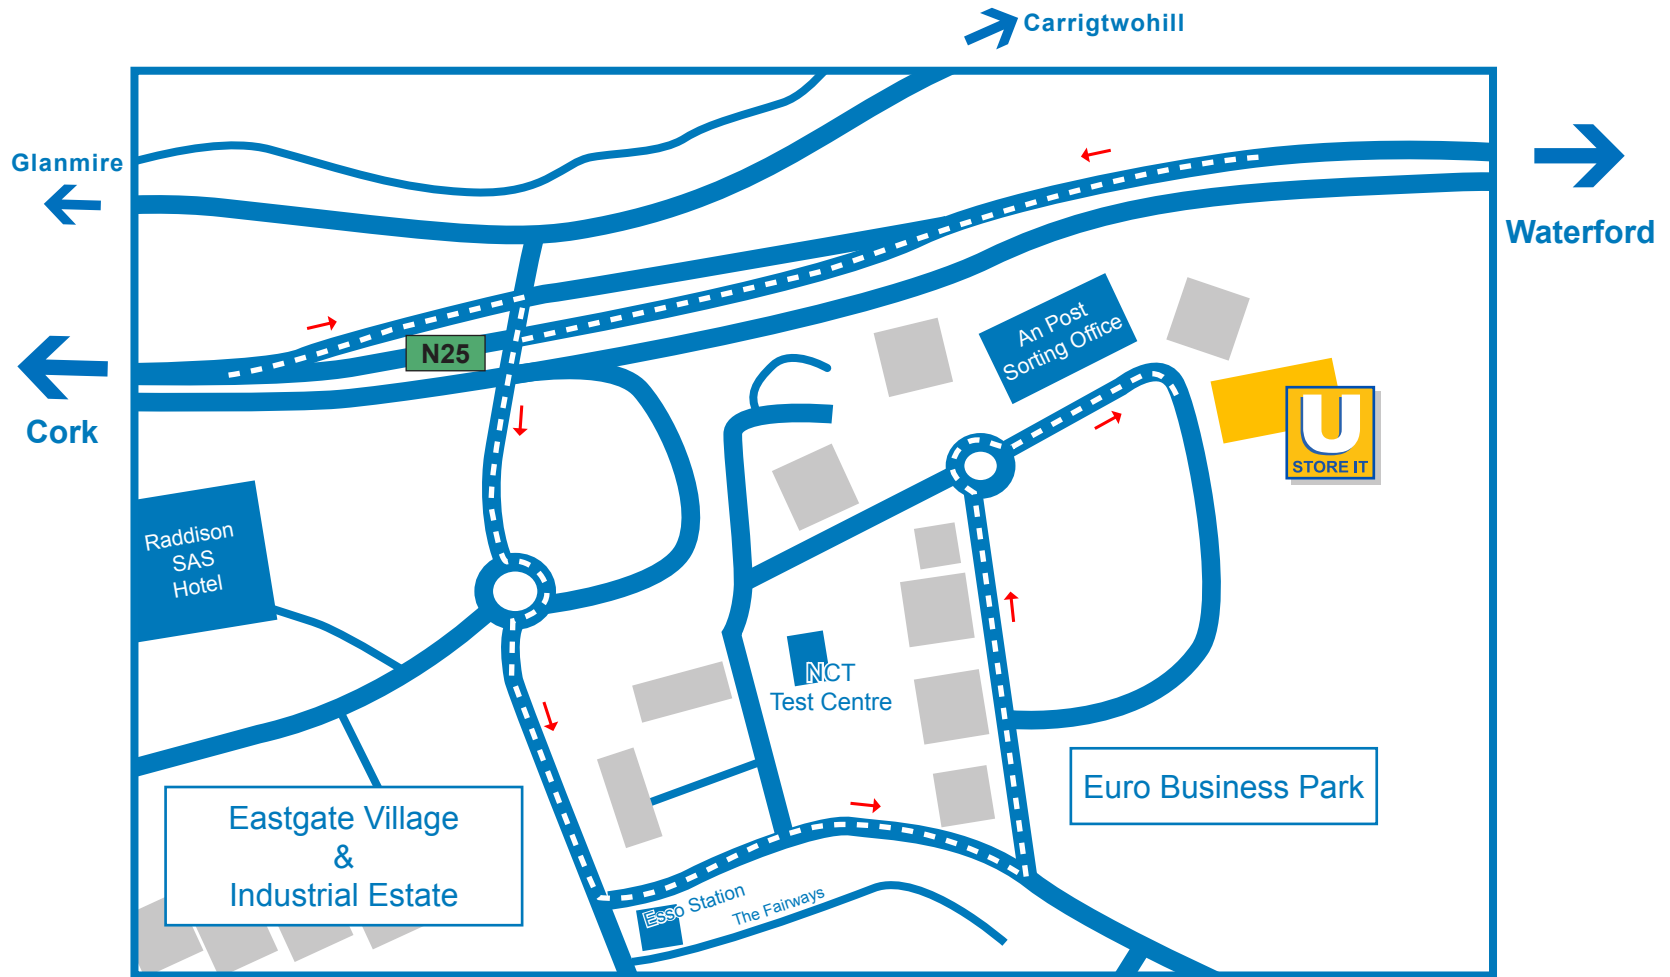 Carrigtwohill
Glanmire
Waterford
An Post
Sorting Office
N25
Cork
U
STORE IT
Raddison
SAS
Hotel
NCT
Test Centre
Euro Business Park
Eastgate Village
&
Industrial Estate
Esso Station
The Fairways